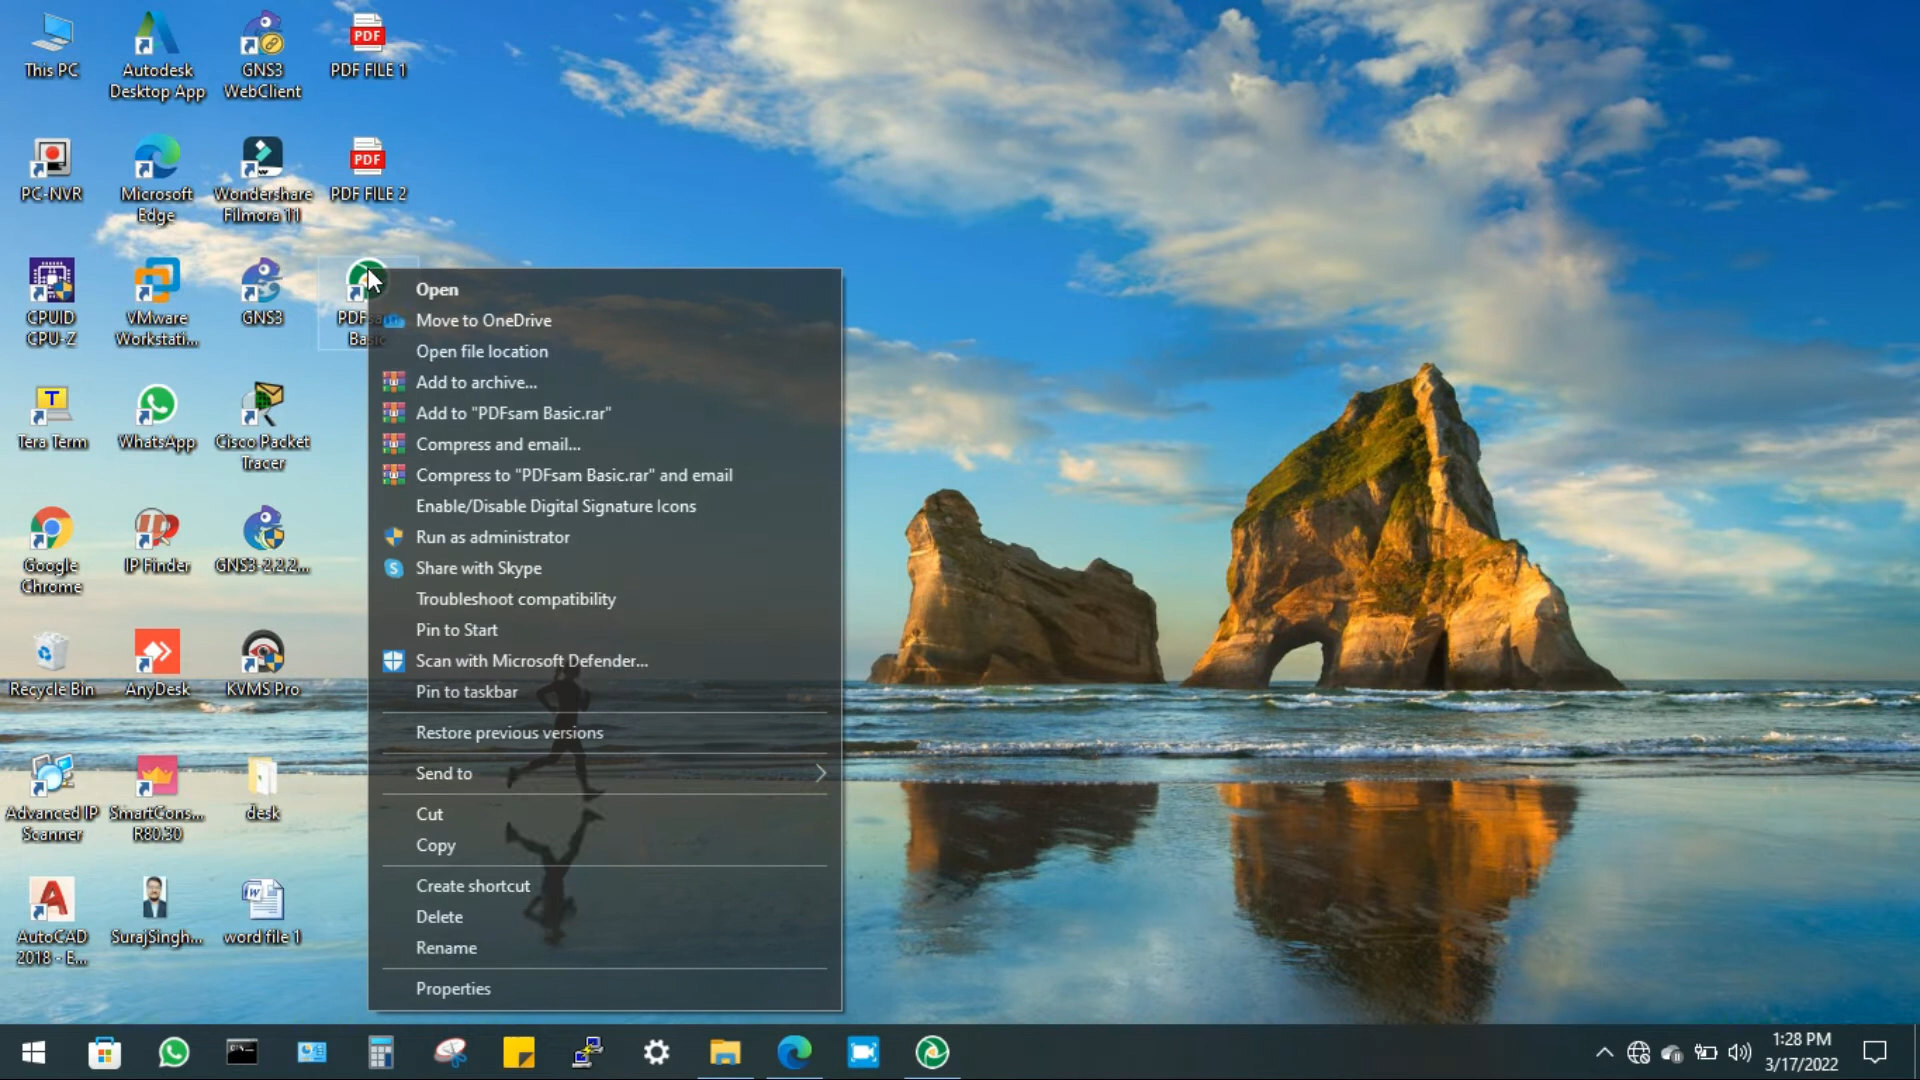 This PC
Autodesk
Desktop App
GNS3
WebClient
PDF
PDF FILE 1
PC-NVR
Microsoft
Edge
Wondershare
Filmora 11
PDF
PDF FILE 2
CPUID
CPU-Z
VMware
Workstati...
GNS3
T
Tera Term
WhatsApp
Cisco Packet
Tracer
Google
Chrome
IP Finder
GNS3-2.2.2...
Recycle Bin
AnyDesk
KVMS Pro
Advanced IP
Scanner
SmartCons...
R80.30
desk
A
AutoCAD
2018 - E...
SurajSingh...
W
word file 1
Open
Move to OneDrive
Open file location
Add to archive...
Add to "PDFsam Basic.rar"
Compress and email...
Compress to "PDFsam Basic.rar" and email
Enable/Disable Digital Signature Icons
Run as administrator
S
Share with Skype
Troubleshoot compatibility
Pin to Start
Scan with Microsoft Defender...
Pin to taskbar
Restore previous versions
Send to
Cut
Copy
Create shortcut
Delete
Rename
Properties
1:28 PM
3/17/2022